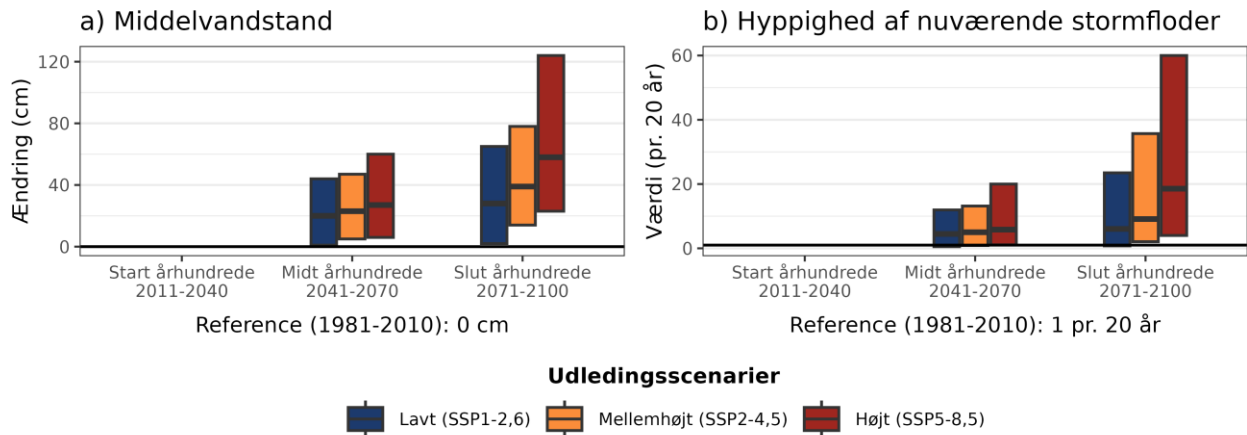 a) Middelvandstand
Ændring (cm)
120
80
40
0
Start århundrede
2011-2040
Midt århundrede
2041-2070
Slut århundrede
2071-2100
Reference (1981-2010): 0 cm
b) Hyppighed af nuværende stormfloder
Værdi (pr. 20 år)
60
40
20
0
Start århundrede
2011-2040
Midt århundrede
2041-2070
Slut århundrede
2071-2100
Reference (1981-2010): 1 pr. 20 år
Udledingsscenarier
Lavt (SSP1-2,6)
Mellemhøjt (SSP2-4,5)
Højt (SSP5-8,5)